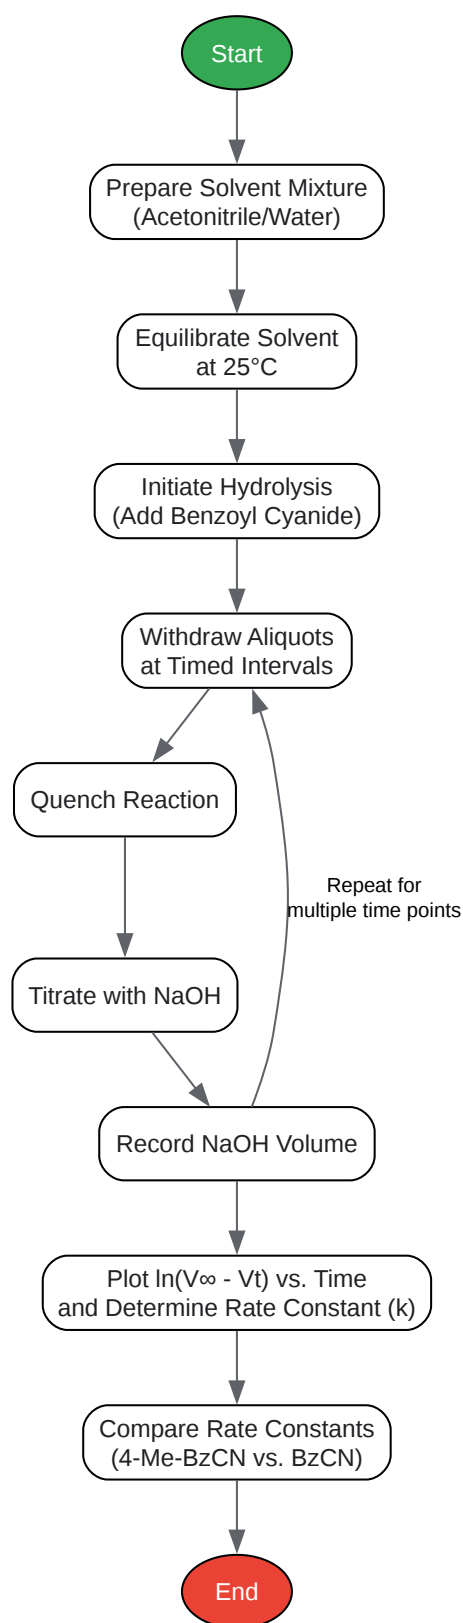 Start
Prepare Solvent Mixture
(Acetonitrile/Water)
Equilibrate Solvent
at 25°C
Initiate Hydrolysis
(Add Benzoyl Cyanide)
Withdraw Aliquots
at Timed Intervals
Quench Reaction
Repeat for
multiple time points
Titrate with NaOH
Record NaOH Volume
Plot ln(V∞ - Vt) vs. Time
and Determine Rate Constant (k)
Compare Rate Constants
(4-Me-BzCN vs. BzCN)
End